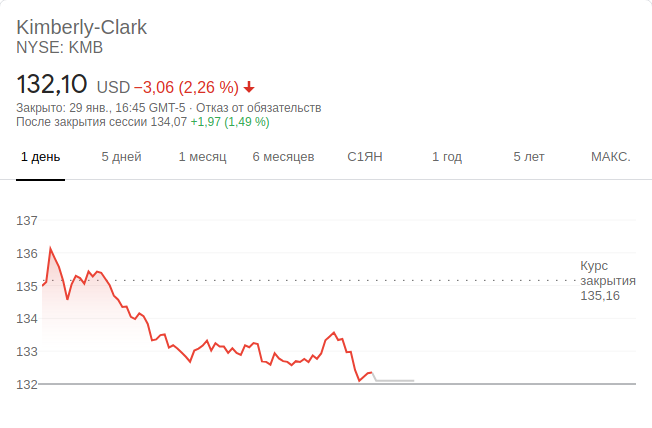 Kimberly-Clark
NYSE: KMB
132,10 USD −3,06 (2,26 %)
Закрыто: 29 янв., 16:45 GMT-5 · Отказ от обязательств
После закрытия сессии 134,07 +1,97 (1,49 %)
1 день 5 дней 1 месяц 6 месяцев С1ЯН 1 год 5 лет МАКС.
137
136
135
134
133
132
Курс
закрытия
135,16